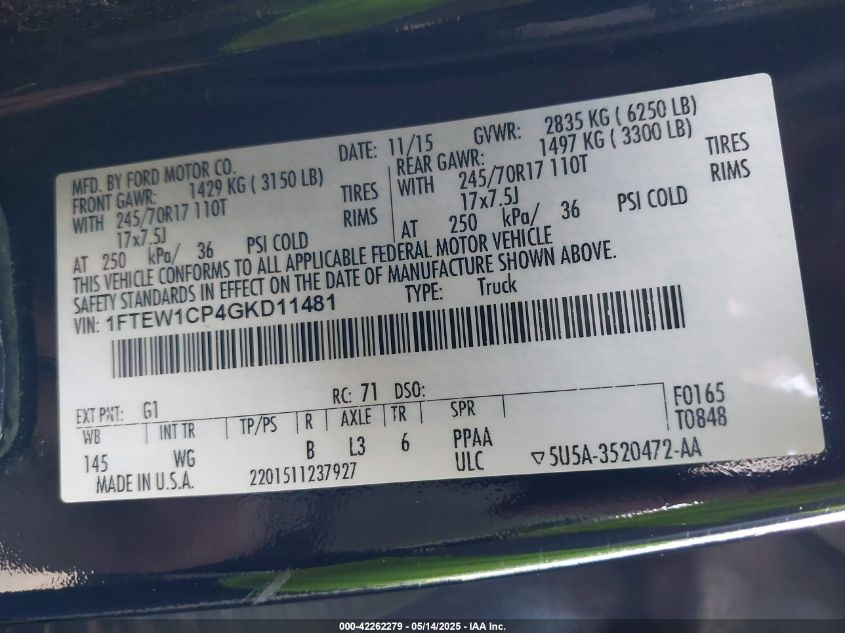 MFD. BY FORD MOTOR CO.
DATE: 11/15
GVWR: 2835 KG ( 6250 LB)
FRONT GAWR: 1429 KG ( 3150 LB)
REAR GAWR: 1497 KG ( 3300 LB)
WITH 245/70R17 110T TIRES
WITH 245/70R17 110T TIRES
17x7.5J RIMS
17x7.5J RIMS
AT 250 kPa/ 36 PSI COLD
AT 250 kPa/ 36 PSI COLD
THIS VEHICLE CONFORMS TO ALL APPLICABLE FEDERAL MOTOR VEHICLE
SAFETY STANDARDS IN EFFECT ON THE DATE OF MANUFACTURE SHOWN ABOVE.
VIN: 1FTEW1CP4GKD11481
TYPE: Truck
EXT PNT: G1
RC: 71 DSO:
WB INT TR TP/PS R AXLE TR SPR
F0165
T0848
145 WG B L3 6 PPAA
ULC
MADE IN U.S.A.
2201511237927
▽5U5A-3520472-AA
000-42262279 - 05/14/2025 - IAA Inc.